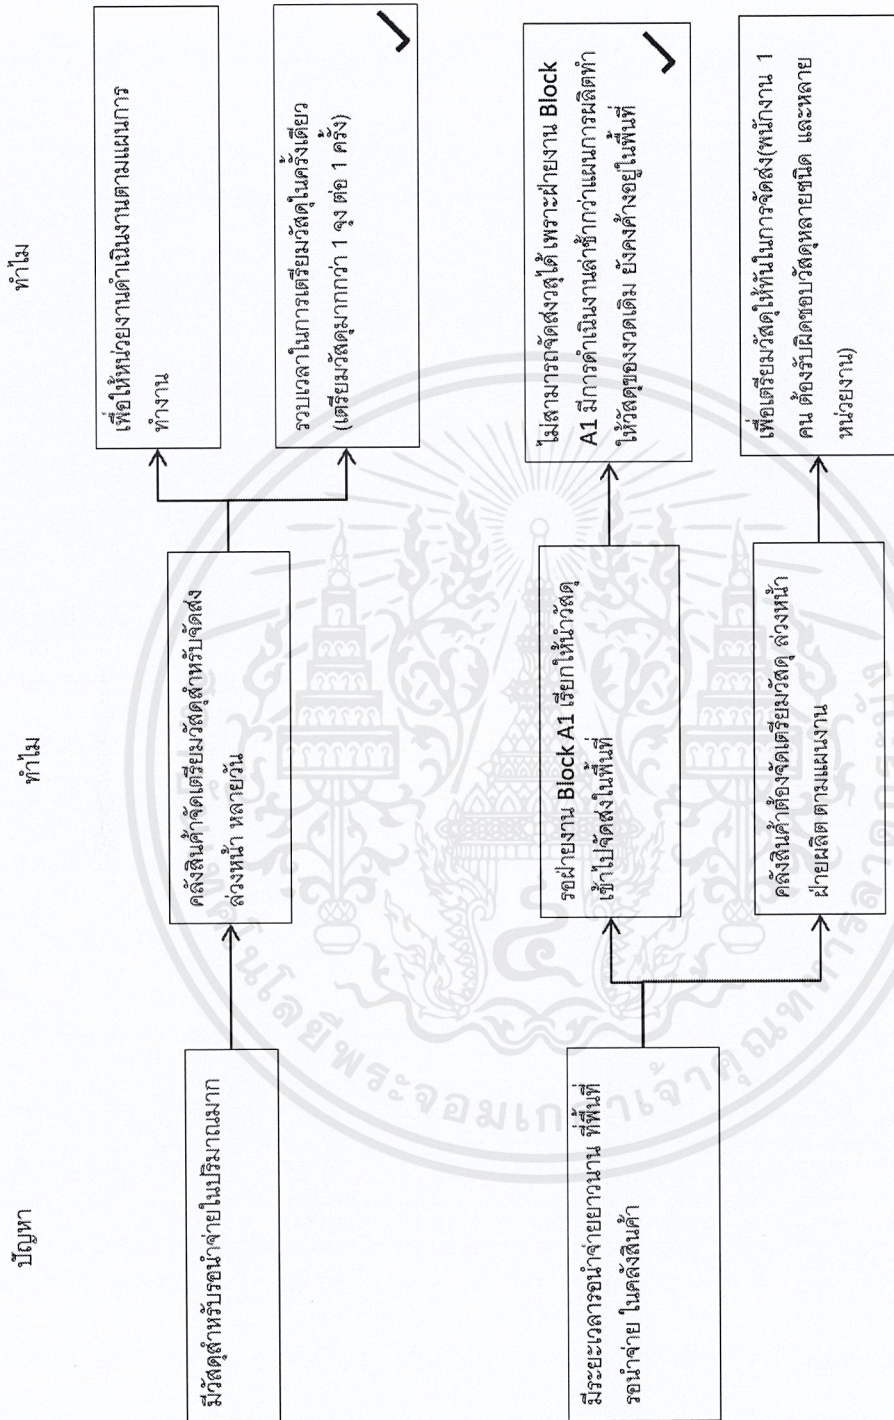 ปัญหา
ทำไม
ทำไม
มีวัสดุสำหรับรอนำจ่ายในปริมาณมาก
คลังสินค้าจัดเตรียมวัสดุสำหรับจัดส่ง
ล่วงหน้า หลายวัน
เพื่อให้หน่วยงานดำเนินงานตามแผนการ
ทำงาน
รวบเวลาในการเตรียมวัสดุในครั้งเดียว
(เตรียมวัสดุมากกว่า 1 จุง ต่อ 1 ครั้ง)
มีระยะเวลารอนำจ่ายยาวนาน ที่พื้นที่
รอนำจ่าย ในคลังสินค้า
รอฝ่ายงาน Block A1 เรียกให้นำวัสดุ
เข้าไปจัดส่งในพื้นที่
ไม่สามารถจัดส่งวสุได้ เพราะฝ่ายงาน Block
A1 มีการดำเนินงานล่าช้ากว่าแผนการผลิตทำ
ให้วัสดุของงวดเดิม ยังคงค้างอยู่ในพื้นที่
คลังสินค้าต้องจัดเตรียมวัสดุ ล่วงหน้า
ฝ่ายผลิต ตามแผนงาน
เพื่อเตรียมวัสดุให้ทันในการจัดส่ง(พนักงาน 1
คน ต้องรับผิดชอบวัสดุหลายชนิด และหลาย
หน่วยงาน)